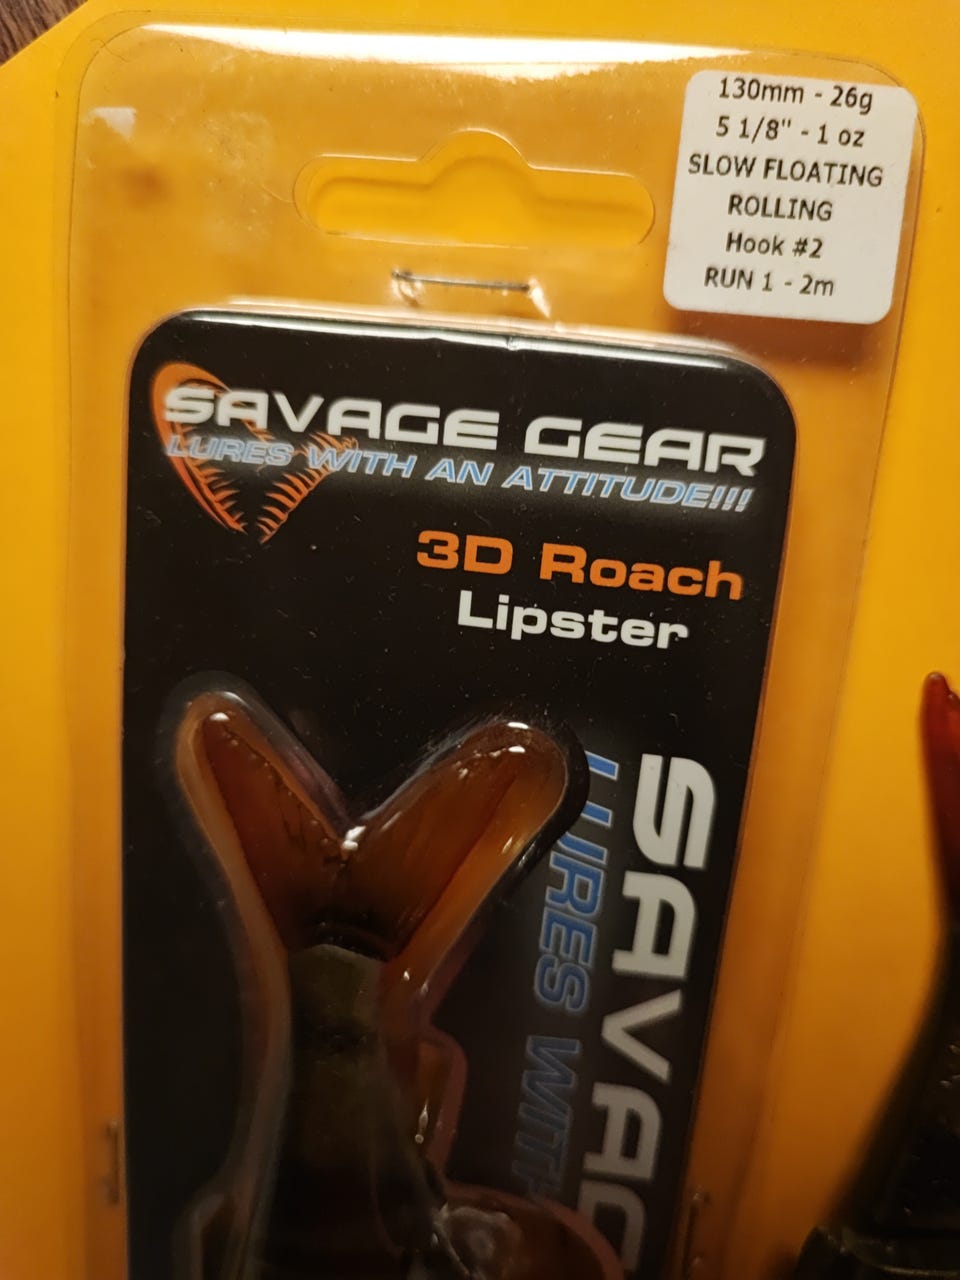 130mm - 26g
5 1/8" - 1 oz
SLOW FLOATING
ROLLING
Hook #2
RUN 1 - 2m
SAVAGE GEAR
LURES WITH AN ATTITUDE!!!
3D Roach
Lipster
SAVAG
LURES WITH